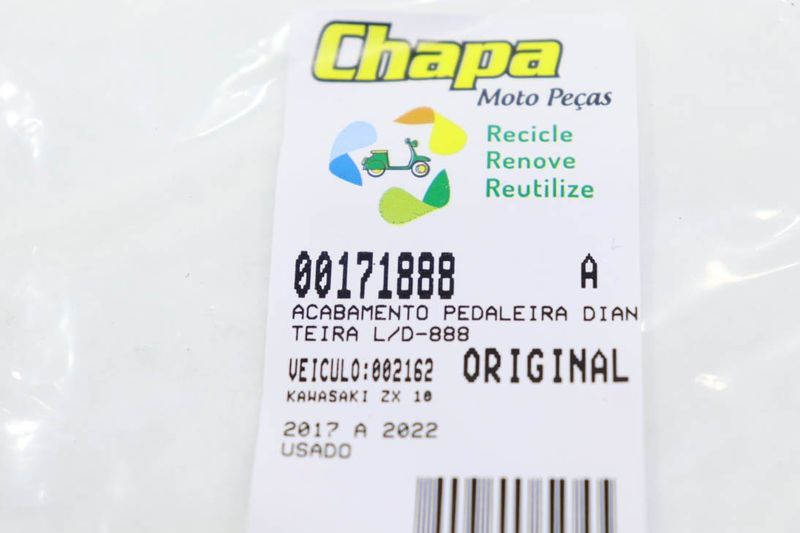 Chapa
Moto Peças
Recicle
Renove
Reutilize
00171888 A
ACABAMENTO PEDALEIRA DIAN
TEIRA L/D-888
VEICULO:002162 ORIGINAL
KAWASAKI ZX 10
2017 A 2022
USADO